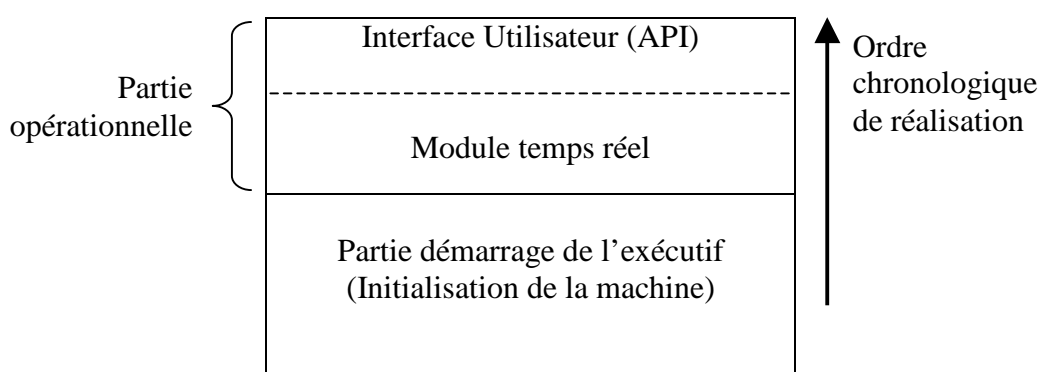 Interface Utilisateur (API)
Partie
opérationnelle
Module temps réel
Partie démarrage de l’exécutif
(Initialisation de la machine)
Ordre
chronologique
de réalisation